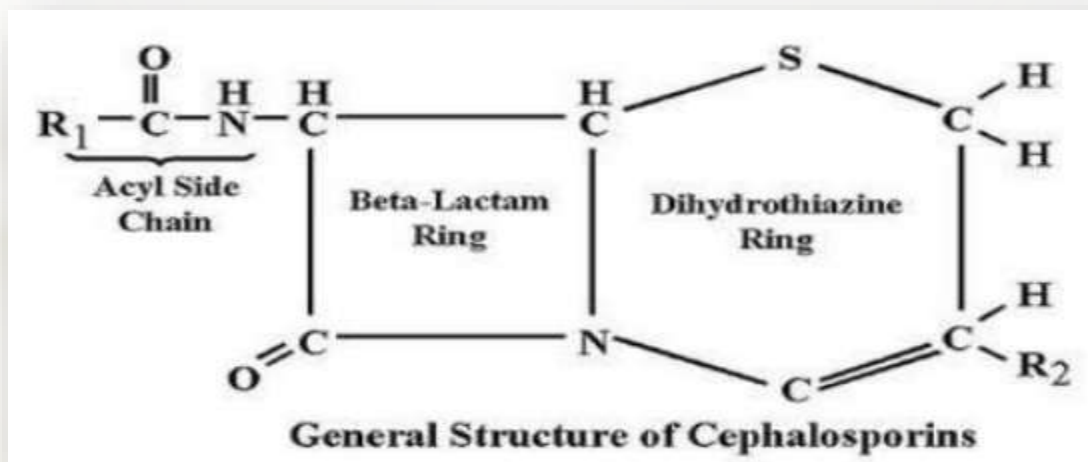 O
H H H S H
R1 C N C C C
H
Acyl Side
Chain
Beta-Lactam
Ring
Dihydrothiazine
Ring
H
C N C
O C R2
General Structure of Cephalosporins